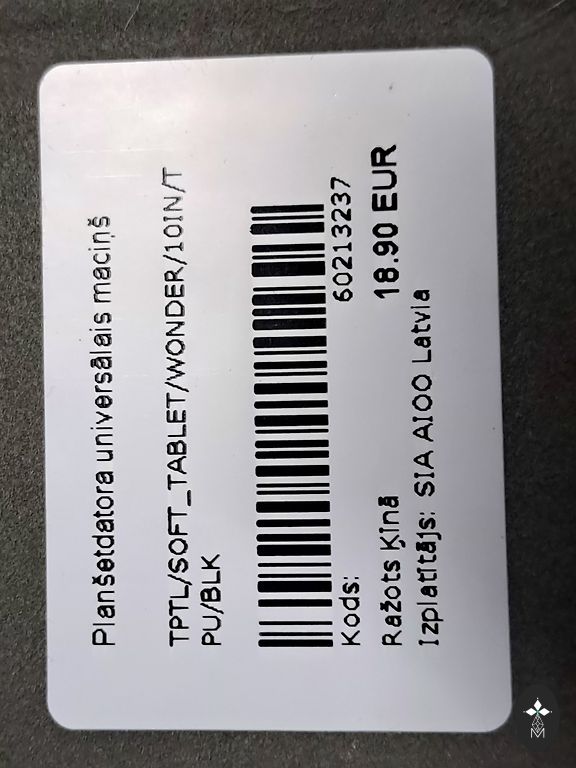 Planšetdatora universālais maciņš
TPTL/SOFT_TABLET/WONDER/10IN/T
PU/BLK
Kods: 60213237
Ražots Ķīnā 18.90 EUR
Izplatītājs: SIA AIOO Latvia
M